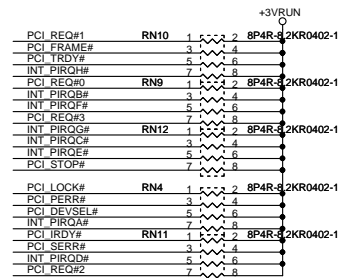 +3VRUN
PCI_REQ#1 RN10 1 2 8P4R-8.2KR0402-1
PCI_FRAME# 3 4
PCI_TRDY# 5 6
INT_PIRQH# 7 8
PCI_REQ#0 RN9 1 2 8P4R-8.2KR0402-1
INT_PIRQB# 3 4
INT_PIRQF# 5 6
PCI_REQ#3 7 8
INT_PIRQG# RN12 1 2 8P4R-8.2KR0402-1
INT_PIRQC# 3 4
INT_PIRQE# 5 6
PCI_STOP# 7 8
PCI_LOCK# RN4 1 2 8P4R-8.2KR0402-1
PCI_PERR# 3 4
PCI_DEVSEL# 5 6
INT_PIRQA# 7 8
PCI_IRDY# RN11 1 2 8P4R-8.2KR0402-1
PCI_SERR# 3 4
INT_PIRQD# 5 6
PCI_REQ#2 7 8